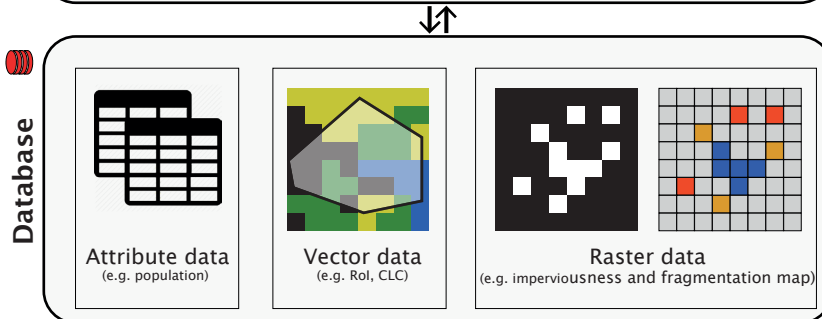 Database
Attribute data
(e.g. population)
Vector data
(e.g. RoI, CLC)
Raster data
(e.g. imperviousness and fragmentation map)